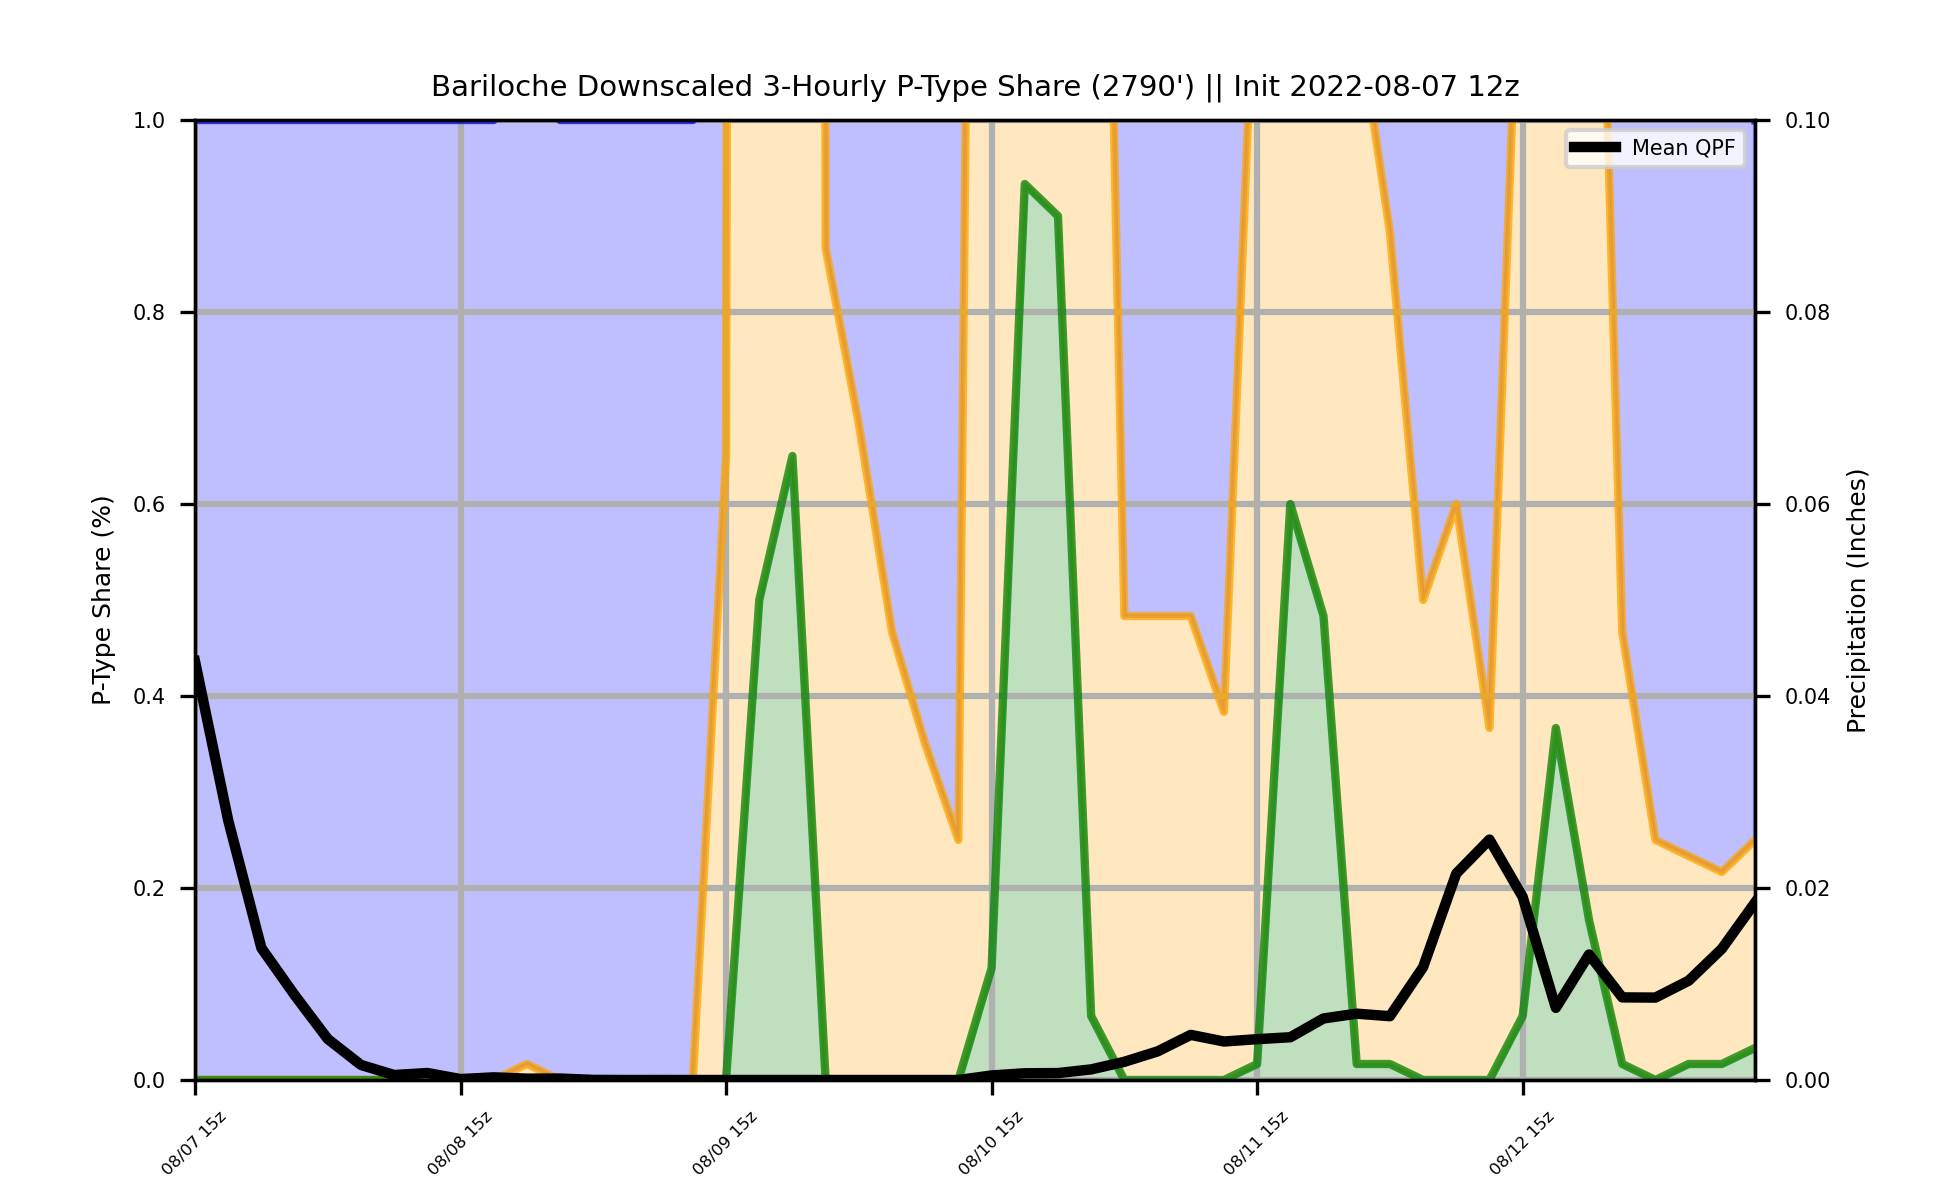 Bariloche Downscaled 3-Hourly P-Type Share (2790') || Init 2022-08-07 12z
Mean QPF
P-Type Share (%)
1.0
0.8
0.6
0.4
0.2
0.0
0.10
0.08
0.06
0.04
0.02
0.00
Precipitation (Inches)
08/07 15z
08/08 15z
08/09 15z
08/10 15z
08/11 15z
08/12 15z